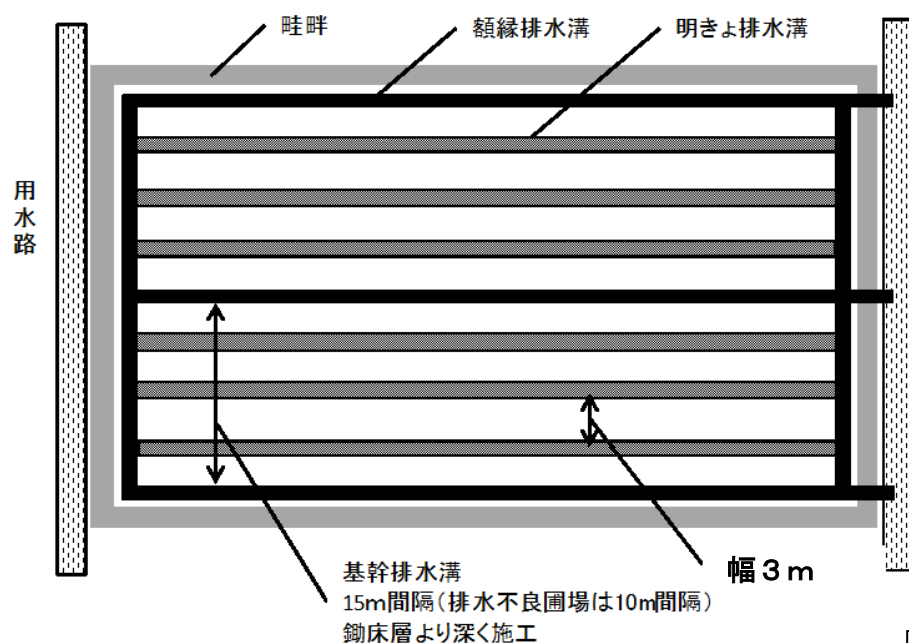 畦畔
額縁排水溝
明きょ排水溝
用水路
幅３ｍ
基幹排水溝
15m間隔（排水不良圃場は10m間隔）
鋤床層より深く施工